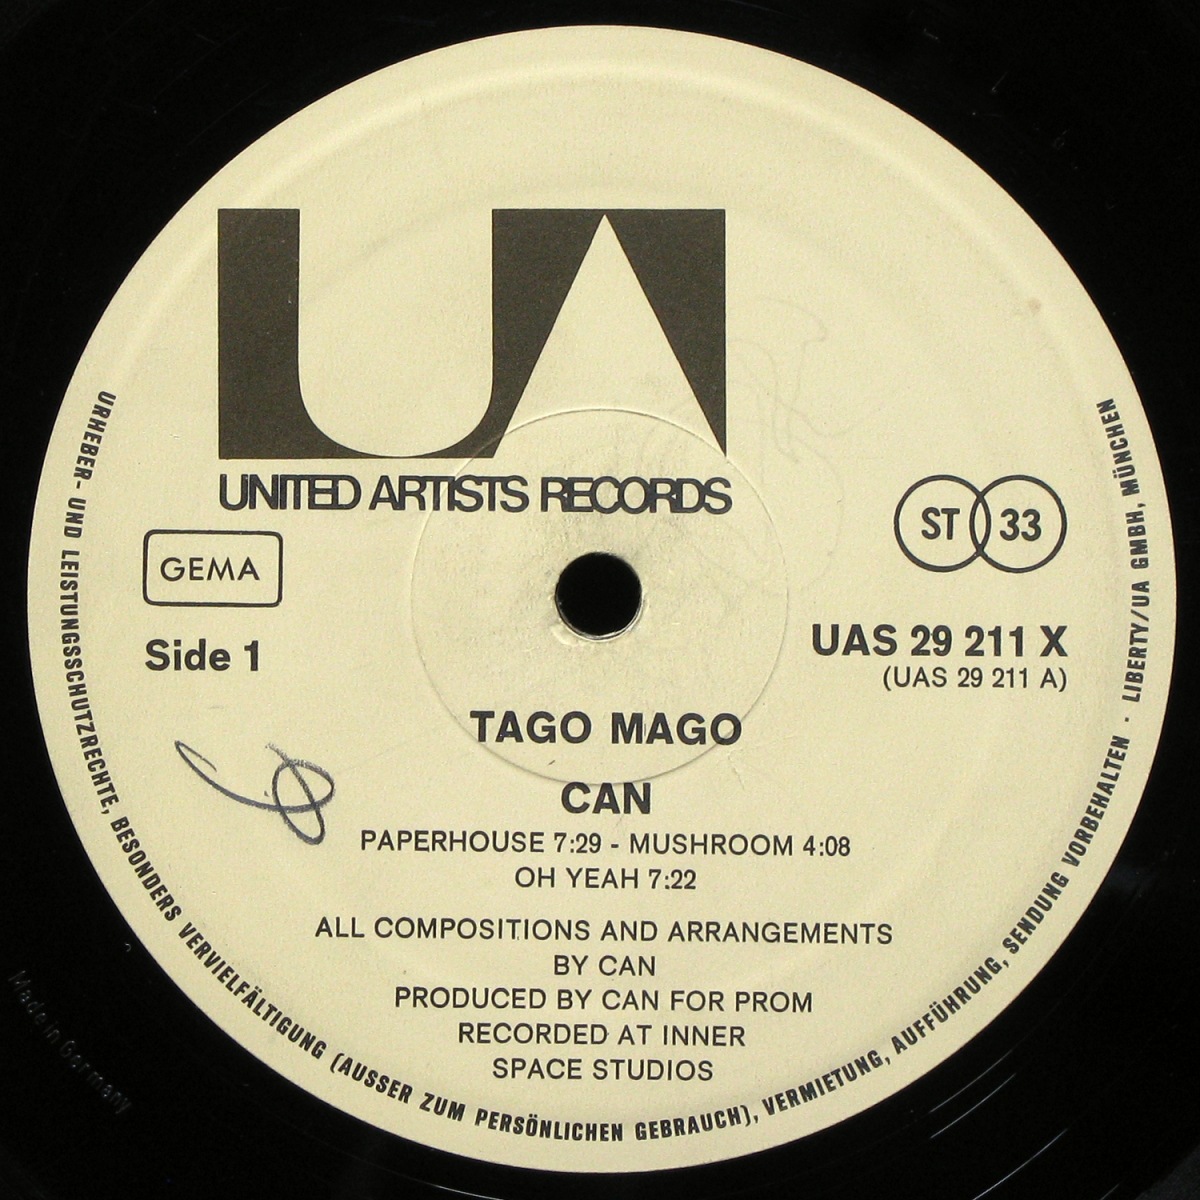 UA
UNITED ARTISTS RECORDS
GEMA
ST 33
Side 1
UAS 29 211 X
(UAS 29 211 A)
TAGO MAGO
CAN
PAPERHOUSE 7:29 - MUSHROOM 4:08
OH YEAH 7:22
ALL COMPOSITIONS AND ARRANGEMENTS
BY CAN
PRODUCED BY CAN FOR PROM
RECORDED AT INNER
SPACE STUDIOS
URHEBER- UND LEISTUNGSSCHUTZRECHTE, BESONDERS VERVIELFÄLTIGUNG (AUSSER ZUM PERSÖNLICHEN GEBRAUCH), VERMIETUNG, AUFFÜHRUNG, SENDUNG VORBEHALTEN · LIBERTY/UA GMBH, MÜNCHEN
Made in Germany